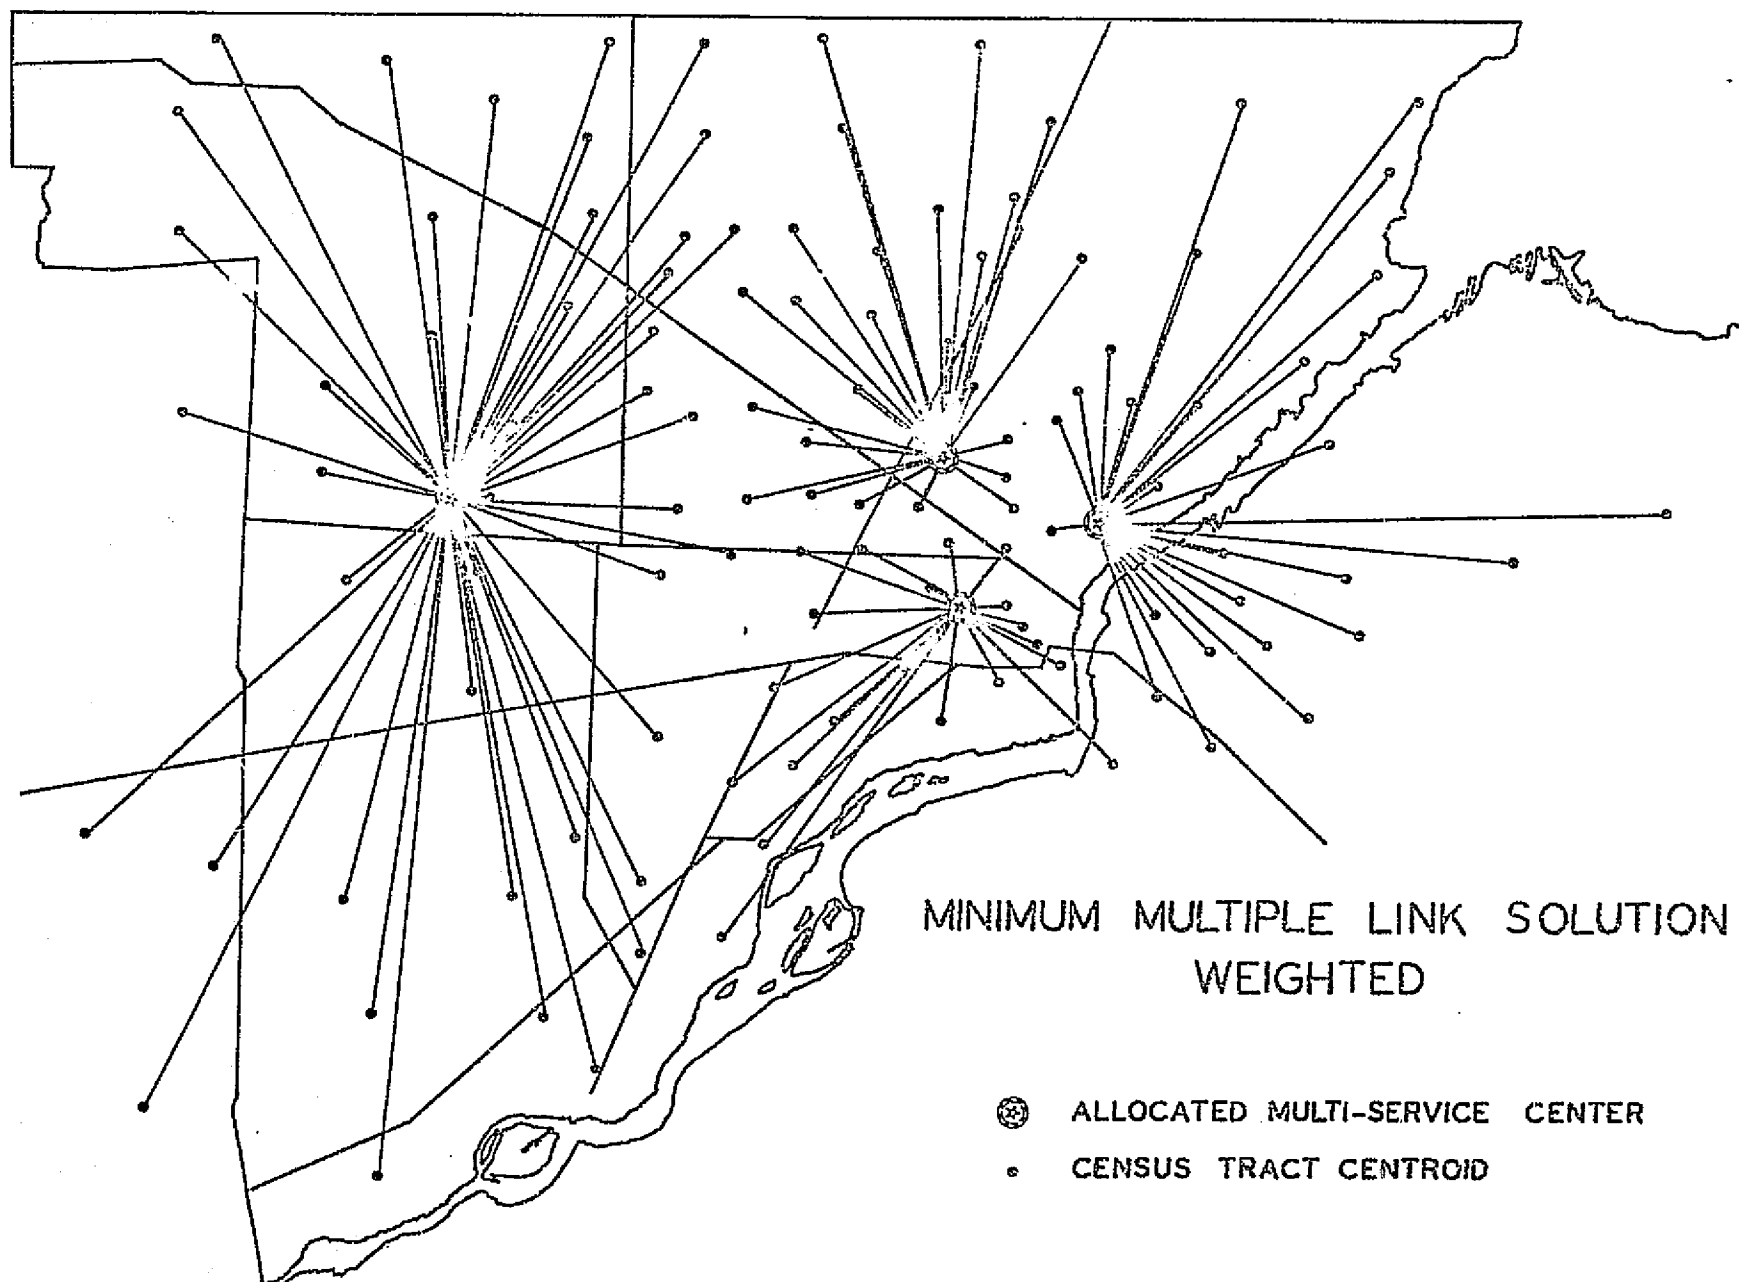 MINIMUM MULTIPLE LINK SOLUTION
WEIGHTED
ALLOCATED MULTI-SERVICE CENTER
CENSUS TRACT CENTROID